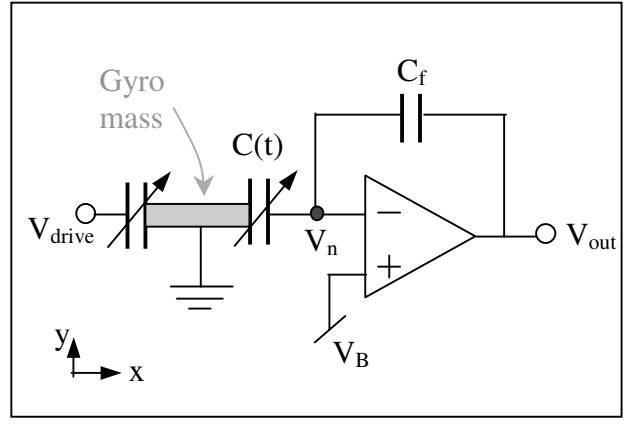 Gyro
mass
C(t)
C_f
V_drive
V_n
−
+
V_out
V_B
y
x